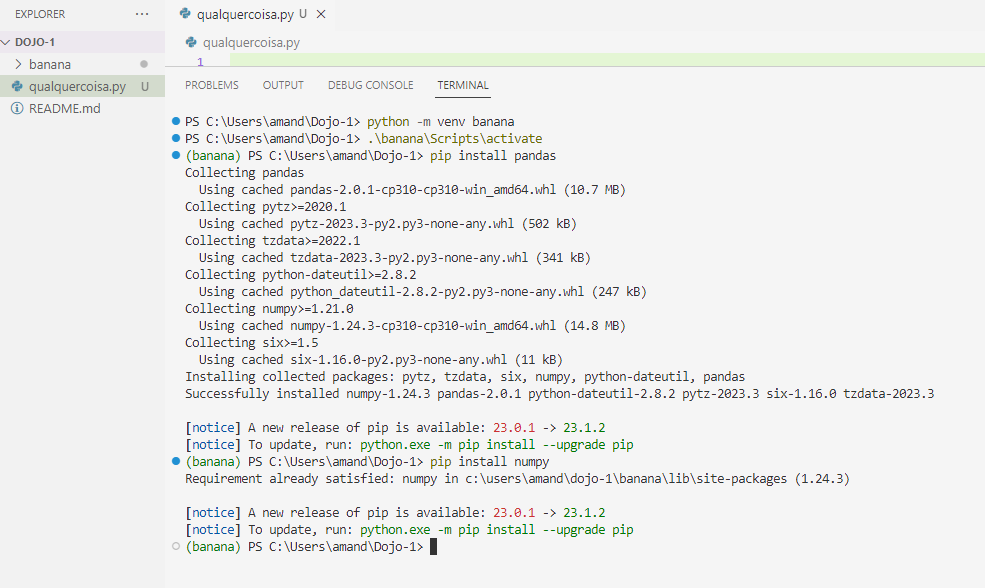 EXPLORER ···
DOJO-1
banana
qualquercoisa.py U
README.md
qualquercoisa.py U
qualquercoisa.py
1
PROBLEMS OUTPUT DEBUG CONSOLE TERMINAL
PS C:\Users\amand\Dojo-1> python -m venv banana
PS C:\Users\amand\Dojo-1> .\banana\Scripts\activate
(banana) PS C:\Users\amand\Dojo-1> pip install pandas
Collecting pandas
  Using cached pandas-2.0.1-cp310-cp310-win_amd64.whl (10.7 MB)
Collecting pytz>=2020.1
  Using cached pytz-2023.3-py2.py3-none-any.whl (502 kB)
Collecting tzdata>=2022.1
  Using cached tzdata-2023.3-py2.py3-none-any.whl (341 kB)
Collecting python-dateutil>=2.8.2
  Using cached python_dateutil-2.8.2-py2.py3-none-any.whl (247 kB)
Collecting numpy>=1.21.0
  Using cached numpy-1.24.3-cp310-cp310-win_amd64.whl (14.8 MB)
Collecting six>=1.5
  Using cached six-1.16.0-py2.py3-none-any.whl (11 kB)
Installing collected packages: pytz, tzdata, six, numpy, python-dateutil, pandas
Successfully installed numpy-1.24.3 pandas-2.0.1 python-dateutil-2.8.2 pytz-2023.3 six-1.16.0 tzdata-2023.3
[notice] A new release of pip is available: 23.0.1 -> 23.1.2
[notice] To update, run: python.exe -m pip install --upgrade pip
(banana) PS C:\Users\amand\Dojo-1> pip install numpy
Requirement already satisfied: numpy in c:\users\amand\dojo-1\banana\lib\site-packages (1.24.3)
[notice] A new release of pip is available: 23.0.1 -> 23.1.2
[notice] To update, run: python.exe -m pip install --upgrade pip
(banana) PS C:\Users\amand\Dojo-1>